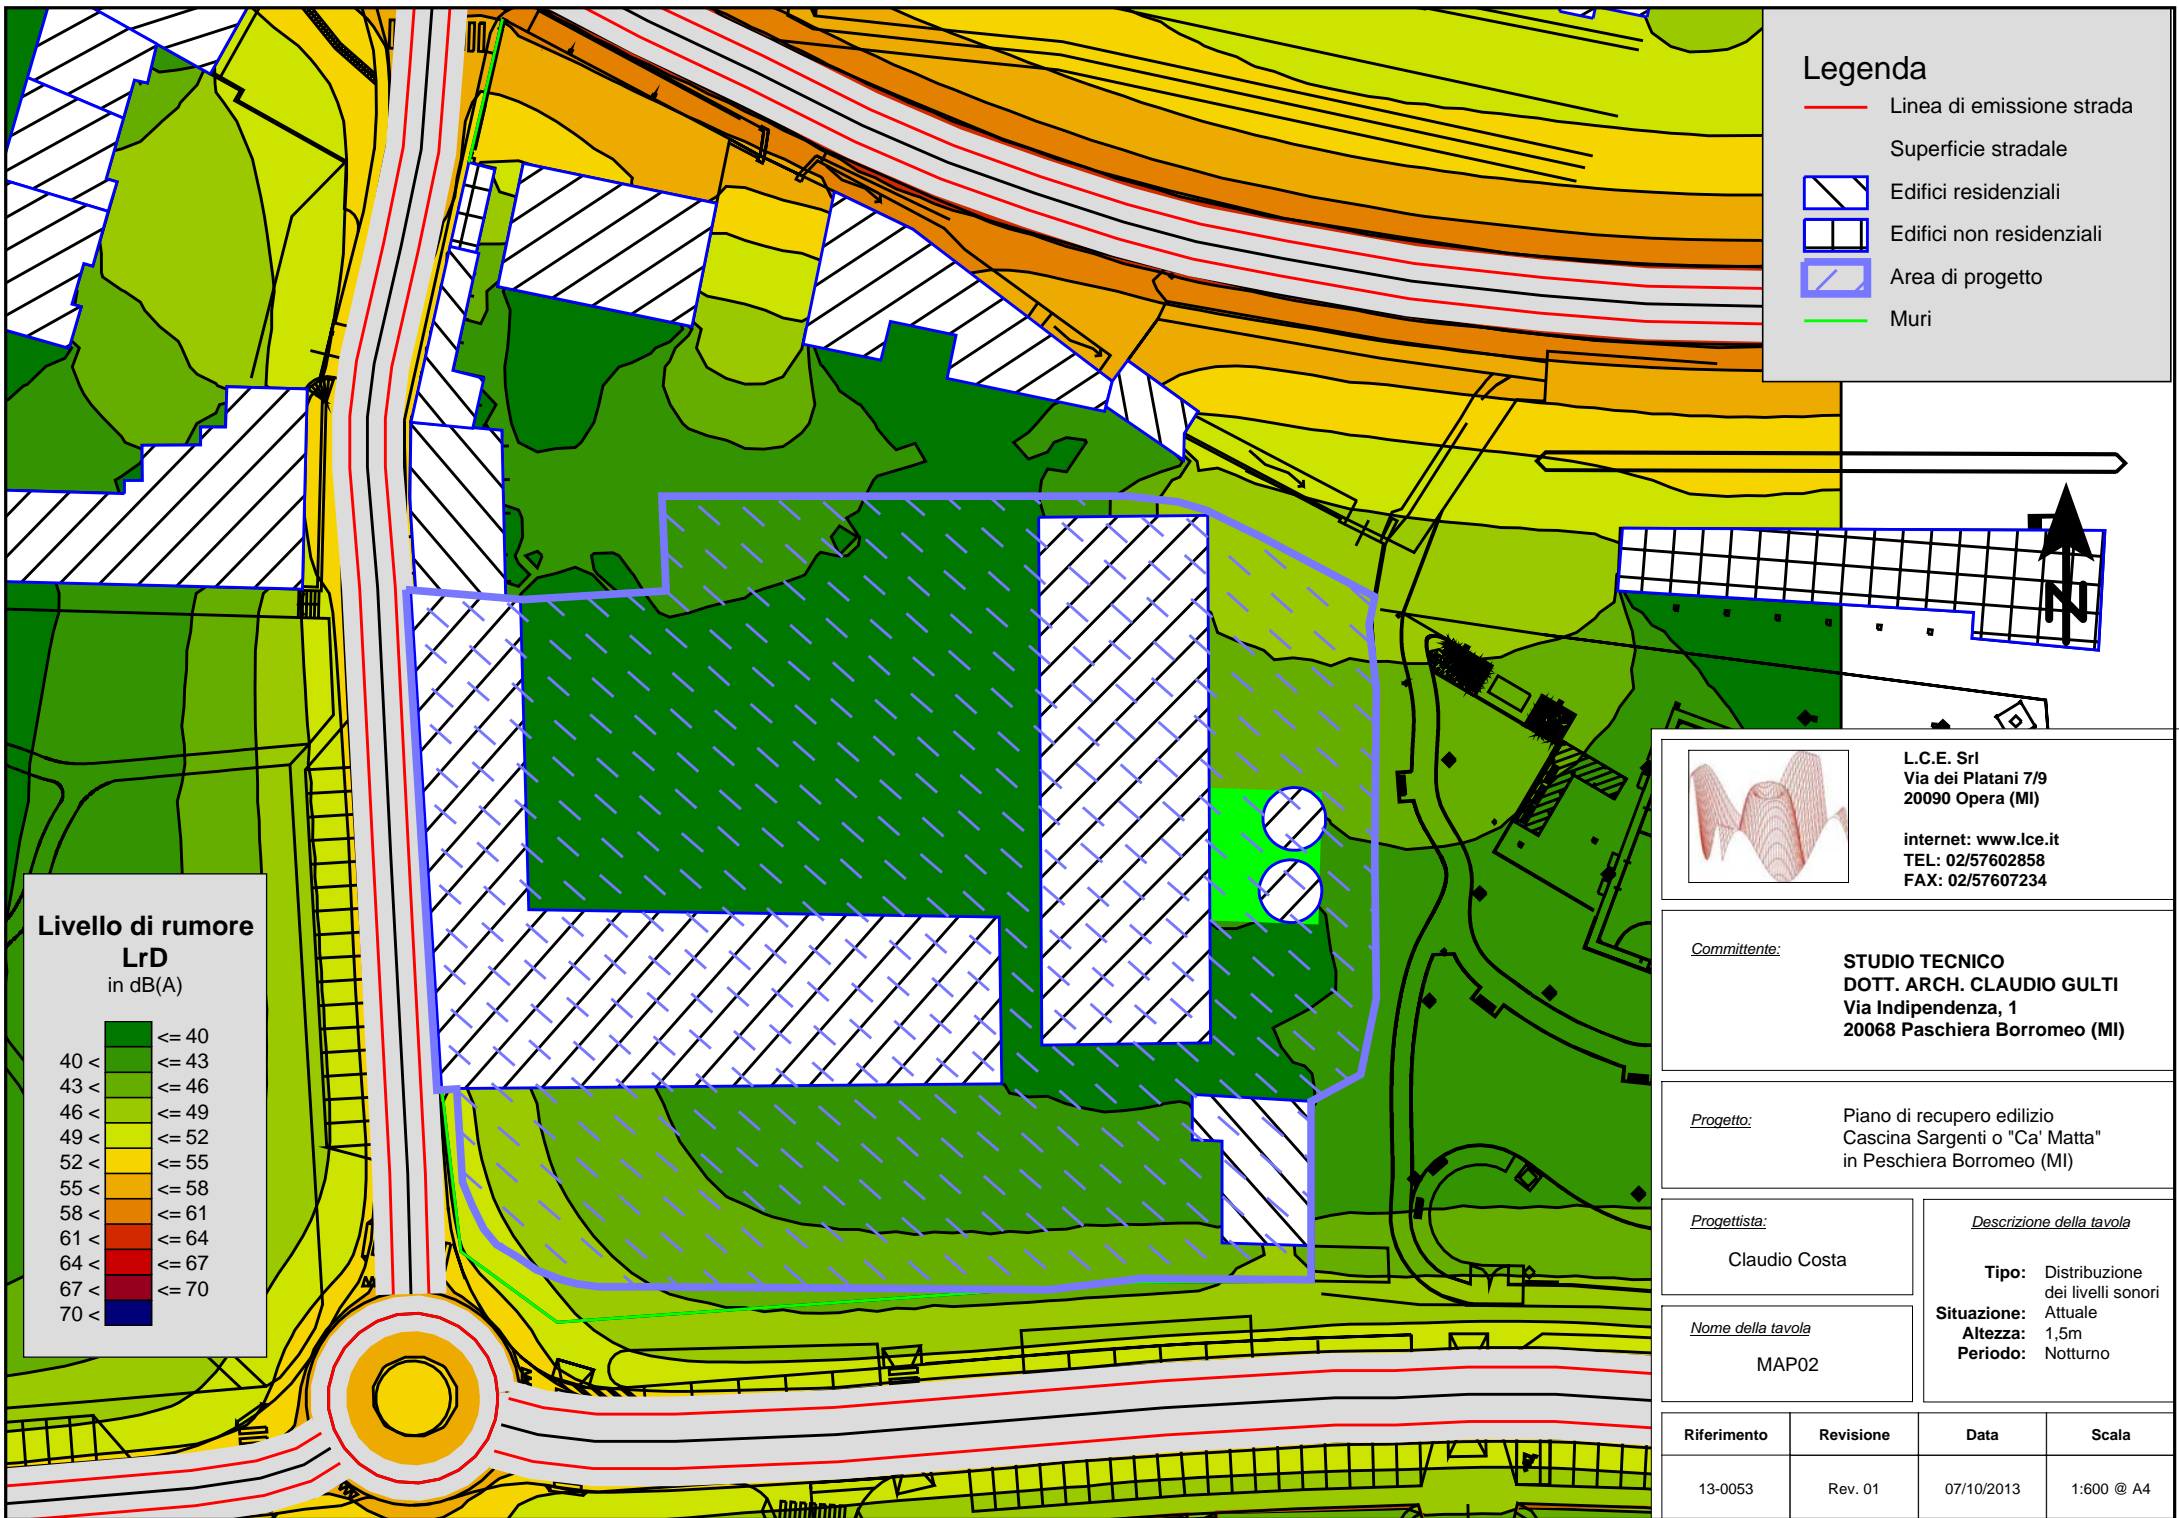 Legenda
Linea di emissione strada
Superficie stradale
Edifici residenziali
Edifici non residenziali
Area di progetto
Muri
N
Livello di rumore
LrD
in dB(A)
<= 40
40 < <= 43
43 < <= 46
46 < <= 49
49 < <= 52
52 < <= 55
55 < <= 58
58 < <= 61
61 < <= 64
64 < <= 67
67 < <= 70
70 <
L.C.E. Srl
Via dei Platani 7/9
20090 Opera (MI)
internet: www.lce.it
TEL: 02/57602858
FAX: 02/57607234
Committente:
STUDIO TECNICO
DOTT. ARCH. CLAUDIO GULTI
Via Indipendenza, 1
20068 Paschiera Borromeo (MI)
Progetto:
Piano di recupero edilizio
Cascina Sargenti o "Ca' Matta"
in Peschiera Borromeo (MI)
Progettista:
Claudio Costa
Nome della tavola
MAP02
Descrizione della tavola
Tipo: Distribuzione
dei livelli sonori
Situazione: Attuale
Altezza: 1,5m
Periodo: Notturno
Riferimento Revisione Data Scala
13-0053 Rev. 01 07/10/2013 1:600 @ A4